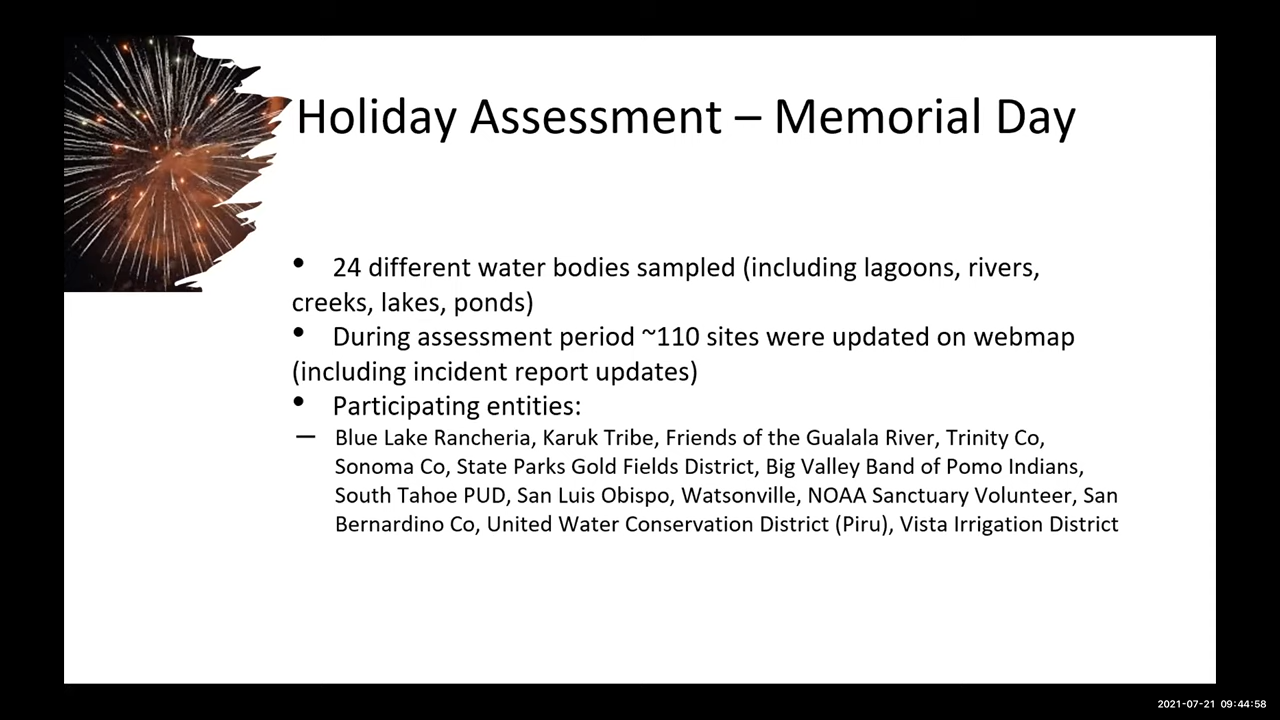 Holiday Assessment – Memorial Day
• 24 different water bodies sampled (including lagoons, rivers,
creeks, lakes, ponds)
• During assessment period ~110 sites were updated on webmap
(including incident report updates)
• Participating entities:
— Blue Lake Rancheria, Karuk Tribe, Friends of the Gualala River, Trinity Co,
Sonoma Co, State Parks Gold Fields District, Big Valley Band of Pomo Indians,
South Tahoe PUD, San Luis Obispo, Watsonville, NOAA Sanctuary Volunteer, San
Bernardino Co, United Water Conservation District (Piru), Vista Irrigation District
2021-07-21 09:44:58